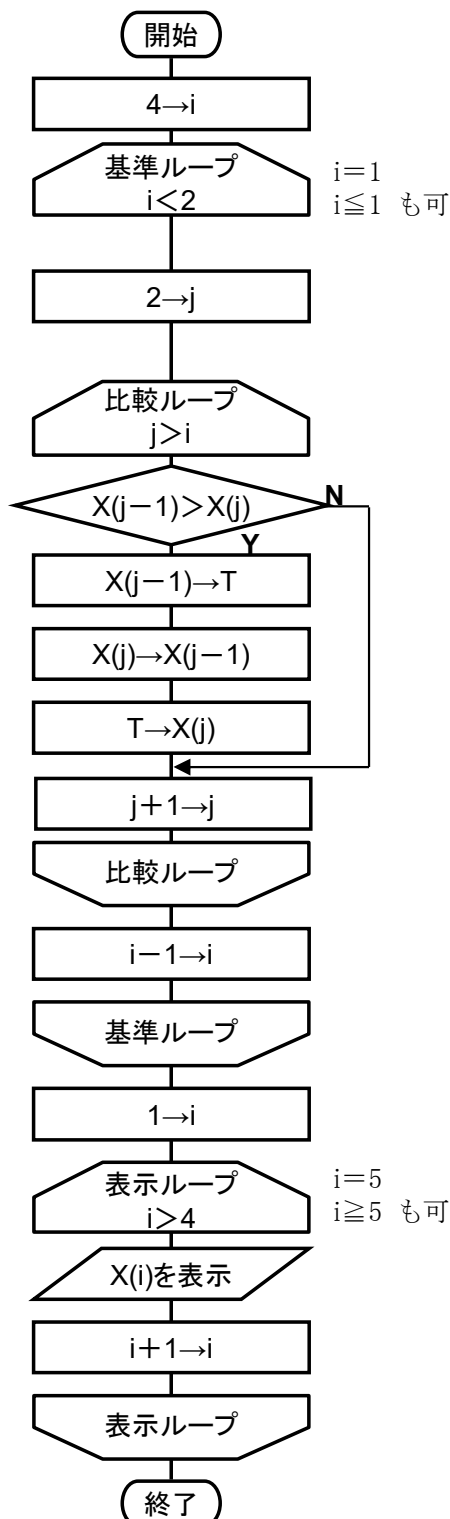 開始
4→i
基準ループ
i<2
i=1
i≦1 も可
2→j
比較ループ
j>i
X(j-1)>X(j)
N
Y
X(j-1)→T
X(j)→X(j-1)
T→X(j)
j+1→j
比較ループ
i-1→i
基準ループ
1→i
表示ループ
i>4
i=5
i≧5 も可
X(i)を表示
i+1→i
表示ループ
終了